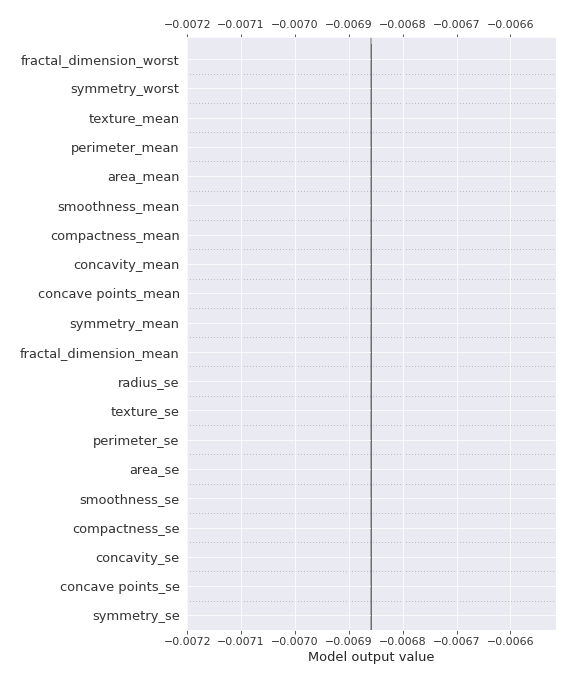 −0.0072 −0.0071 −0.0070 −0.0069 −0.0068 −0.0067 −0.0066
fractal_dimension_worst
symmetry_worst
texture_mean
perimeter_mean
area_mean
smoothness_mean
compactness_mean
concavity_mean
concave points_mean
symmetry_mean
fractal_dimension_mean
radius_se
texture_se
perimeter_se
area_se
smoothness_se
compactness_se
concavity_se
concave points_se
symmetry_se
−0.0072 −0.0071 −0.0070 −0.0069 −0.0068 −0.0067 −0.0066
Model output value